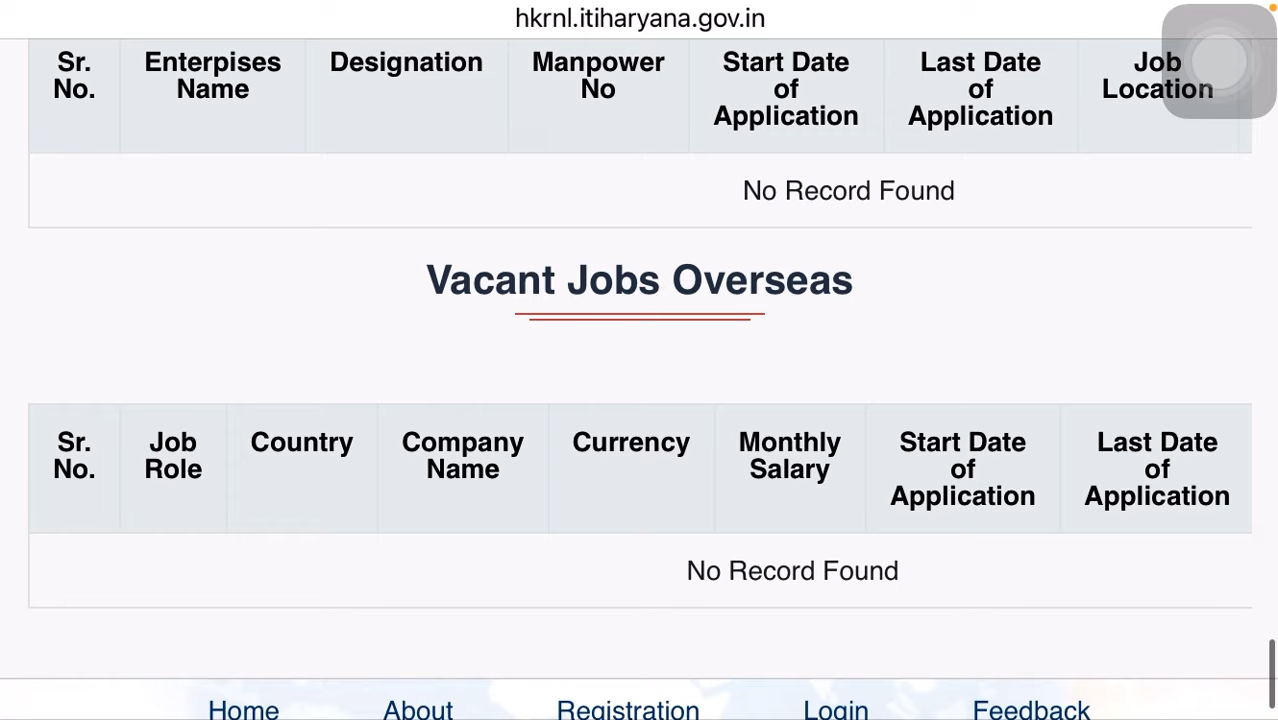 hkrnl.itiharyana.gov.in
Sr. No. Enterpises Name Designation Manpower No Start Date of Application Last Date of Application Job Location
No Record Found
Vacant Jobs Overseas
Sr. No. Job Role Country Company Name Currency Monthly Salary Start Date of Application Last Date of Application
No Record Found
Home About Registration Login Feedback